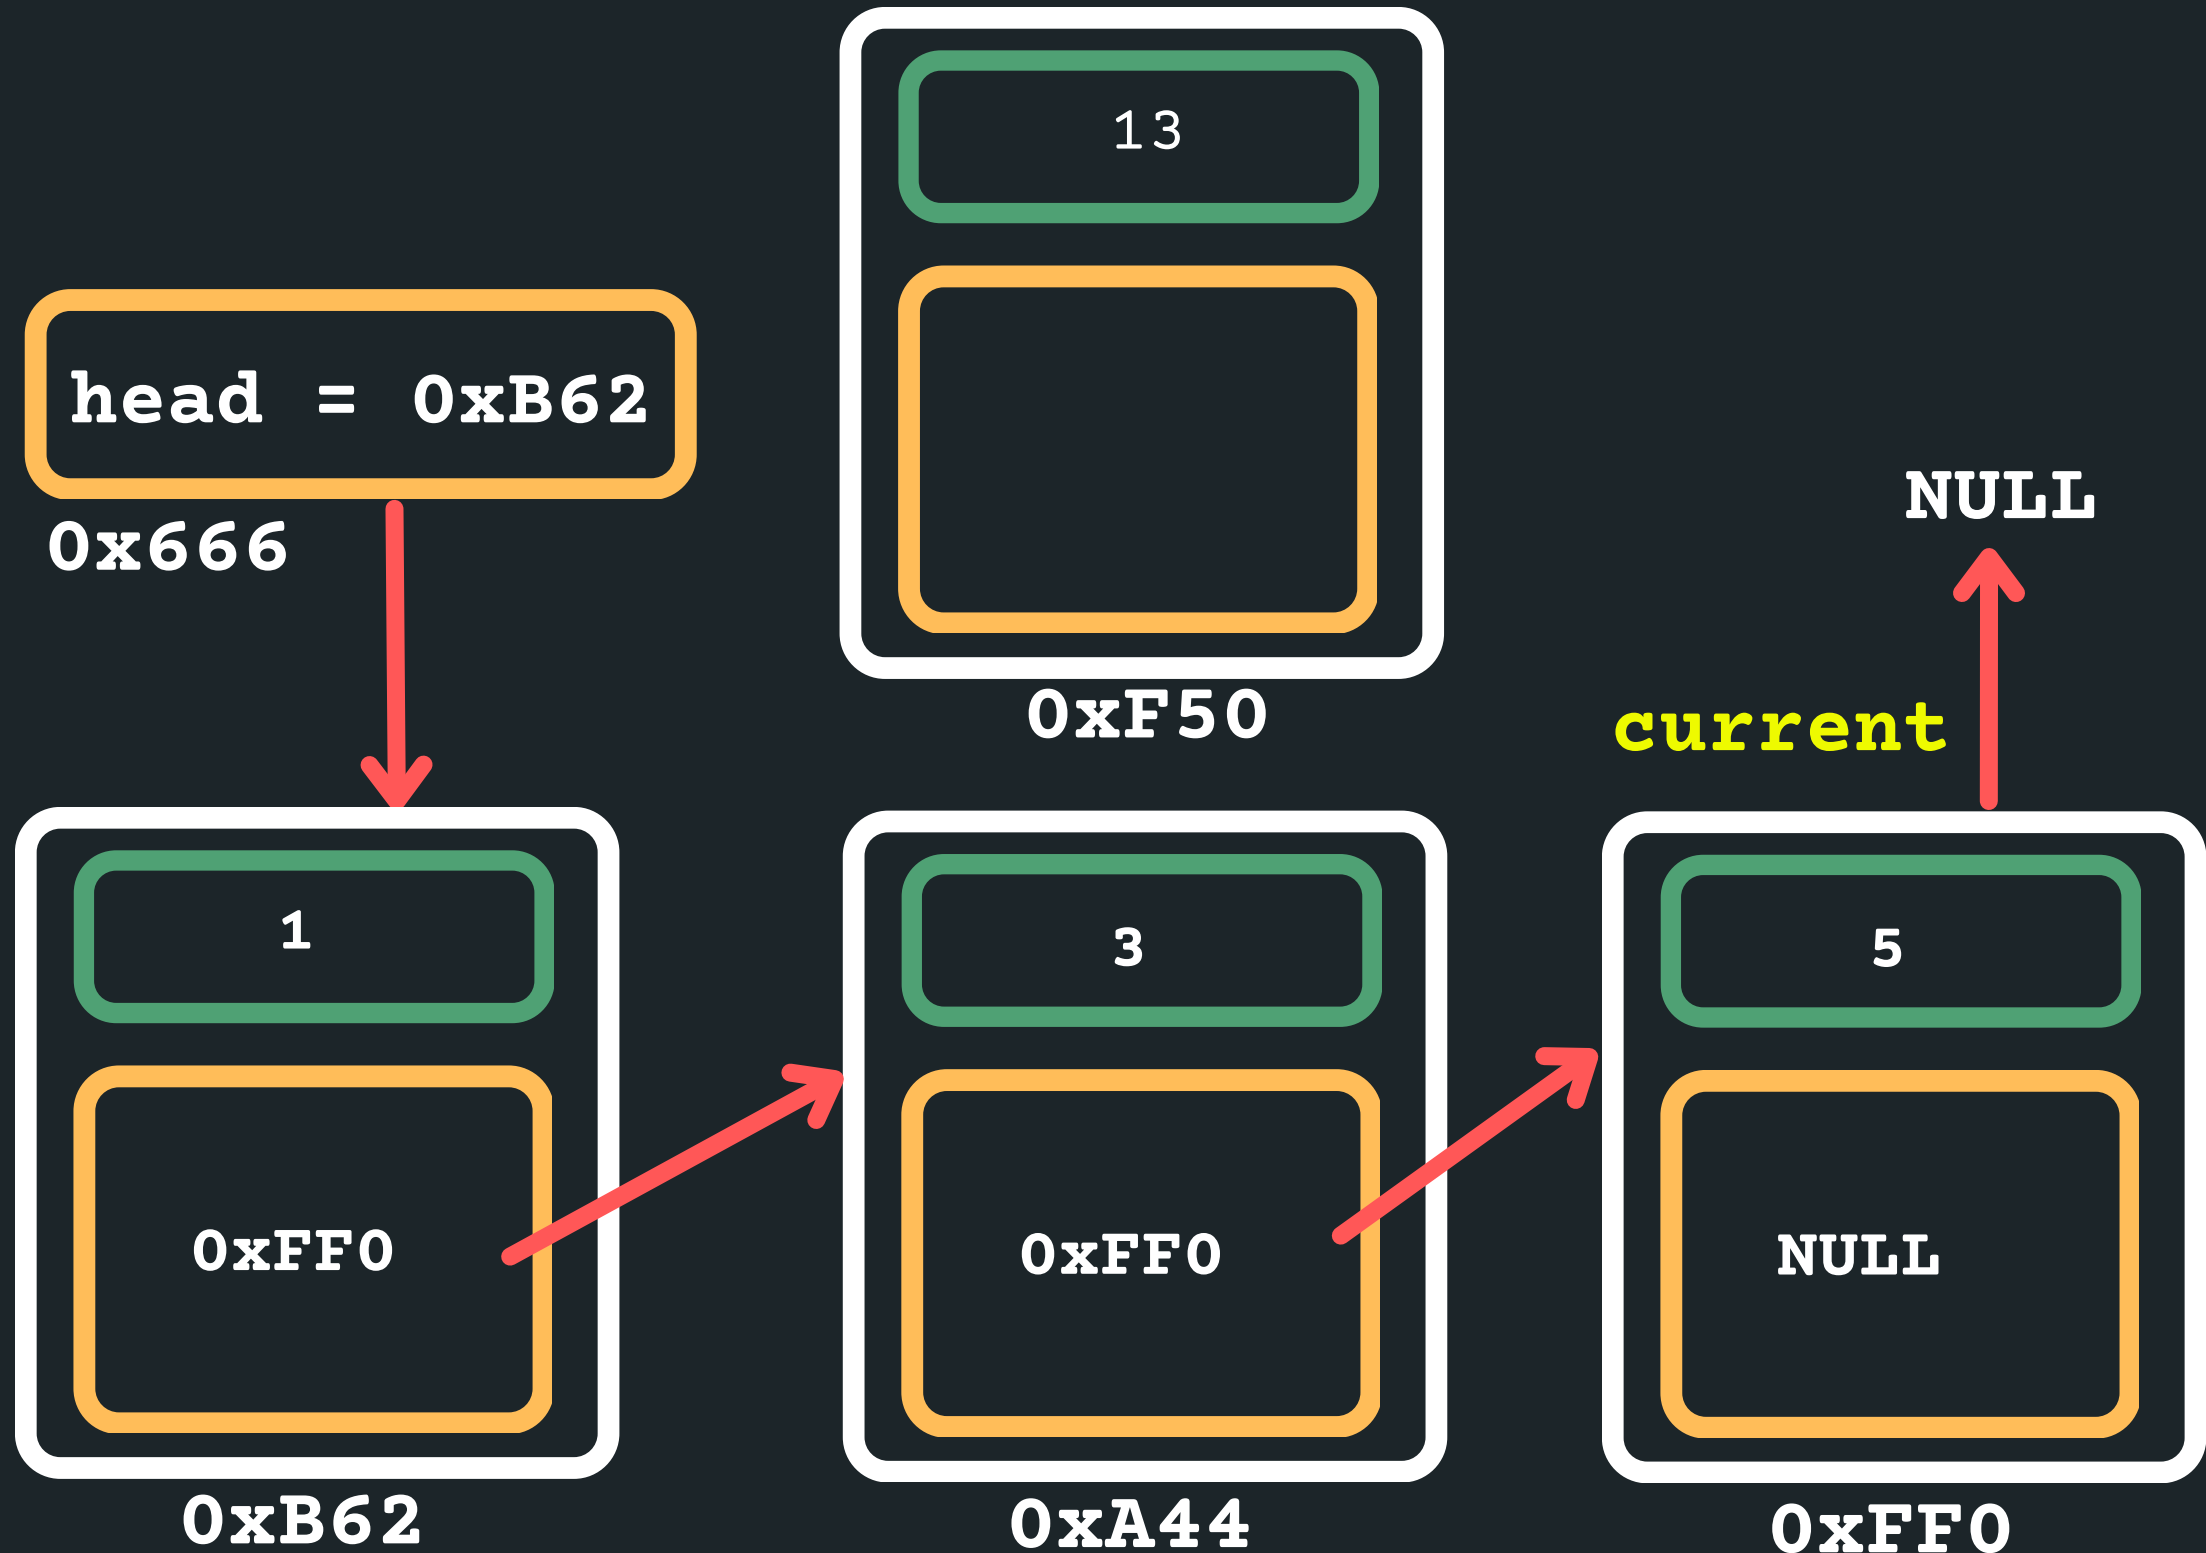 13
head = 0xB62
0x666
0xF50
NULL
current
1
3
5
0xFF0
0xFF0
NULL
0xB62
0xA44
0xFF0